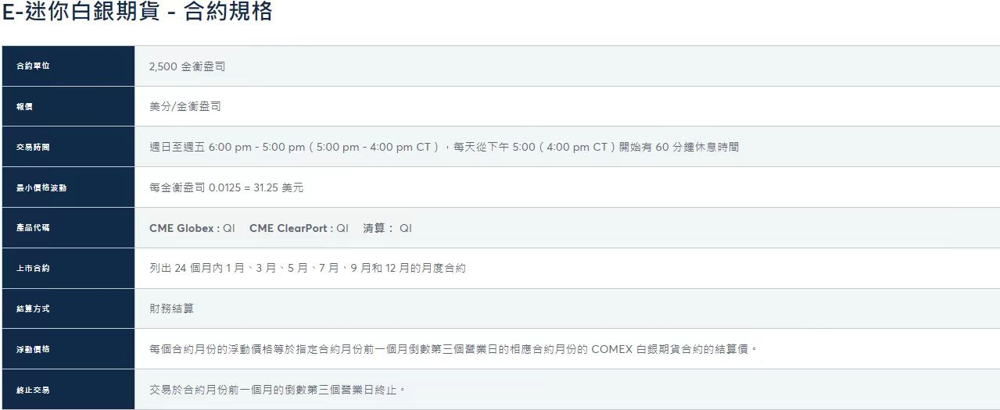 E-迷你白銀期貨 - 合約規格
合約單位 2,500 金衡盎司
報價 美分/金衡盎司
交易時間 週日至週五 6:00 pm - 5:00 pm ( 5:00 pm - 4:00 pm CT ) ，每天從下午 5:00 ( 4:00 pm CT ) 開始有 60 分鐘休息時間
最小價格波動 每金衡盎司 0.0125 = 31.25 美元
產品代碼 CME Globex : QI CME ClearPort : QI 清算： QI
上市合約 列出 24 個月內 1 月、3 月、5 月、7 月、9 月和 12 月的月度合約
結算方式 財務結算
浮動價格 每個合約月份的浮動價格等於指定合約月份前一個月倒數第三個營業日的相應合約月份的 COMEX 白銀期貨合約的結算價。
終止交易 交易於合約月份前一個月的倒數第三個營業日終止。